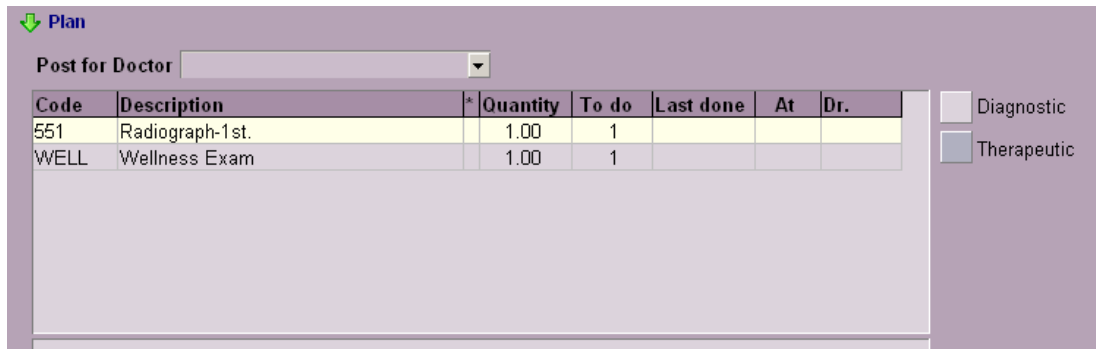 Plan
Post for Doctor
Code Description * Quantity To do Last done At Dr.
551 Radiograph-1st. 1.00 1
WELL Wellness Exam 1.00 1
Diagnostic
Therapeutic